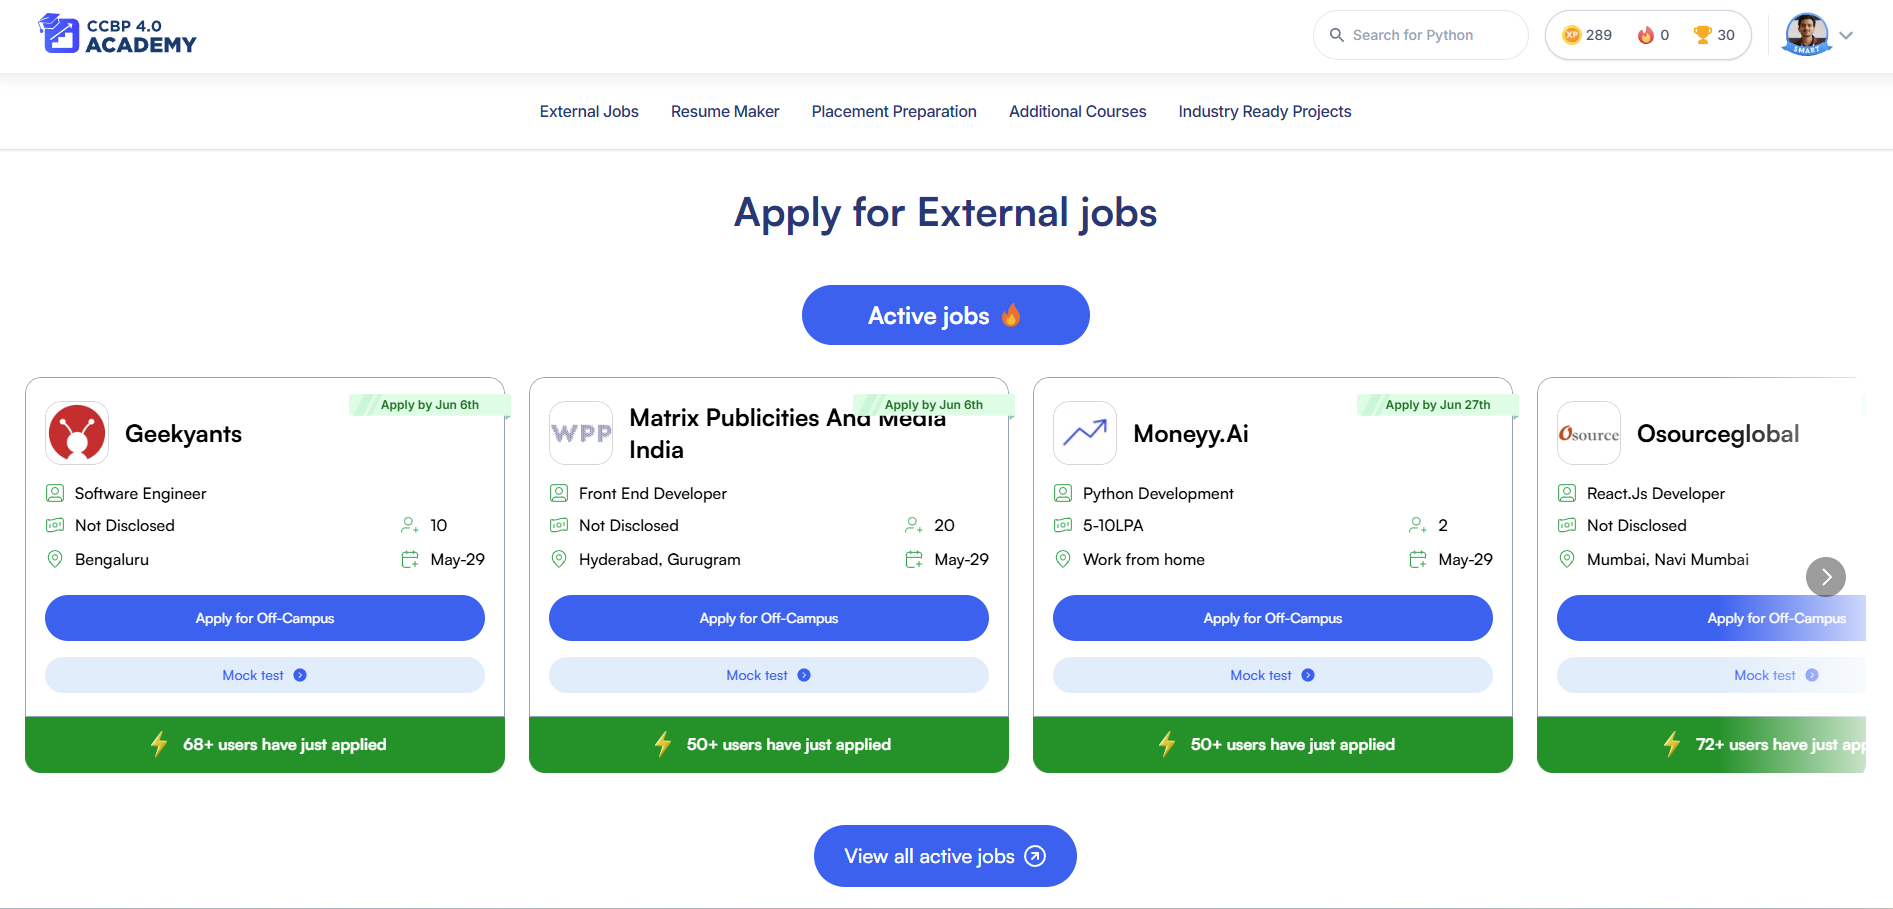 CCBP 4.0
ACADEMY
Search for Python
XP 289
0
30
SMART
External Jobs
Resume Maker
Placement Preparation
Additional Courses
Industry Ready Projects
Apply for External jobs
Active jobs
Apply by Jun 6th
Geekyants
Software Engineer
Not Disclosed
10
Bengaluru
May-29
Apply for Off-Campus
Mock test
68+ users have just applied
Apply by Jun 6th
WPP
Matrix Publicities And Media
India
Front End Developer
Not Disclosed
20
Hyderabad, Gurugram
May-29
Apply for Off-Campus
Mock test
50+ users have just applied
Apply by Jun 27th
Moneyy.Ai
Python Development
5-10LPA
2
Work from home
May-29
Apply for Off-Campus
Mock test
50+ users have just applied
Osource
Osourceglobal
React.Js Developer
Not Disclosed
Mumbai, Navi Mumbai
Apply for Off-Campus
Mock test
72+ users have just app
View all active jobs